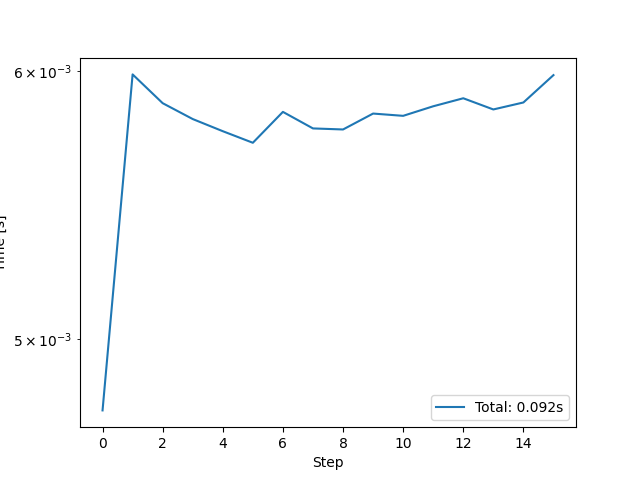 6 × 10⁻³
5 × 10⁻³
Time [s]
0 2 4 6 8 10 12 14
Step
Total: 0.092s